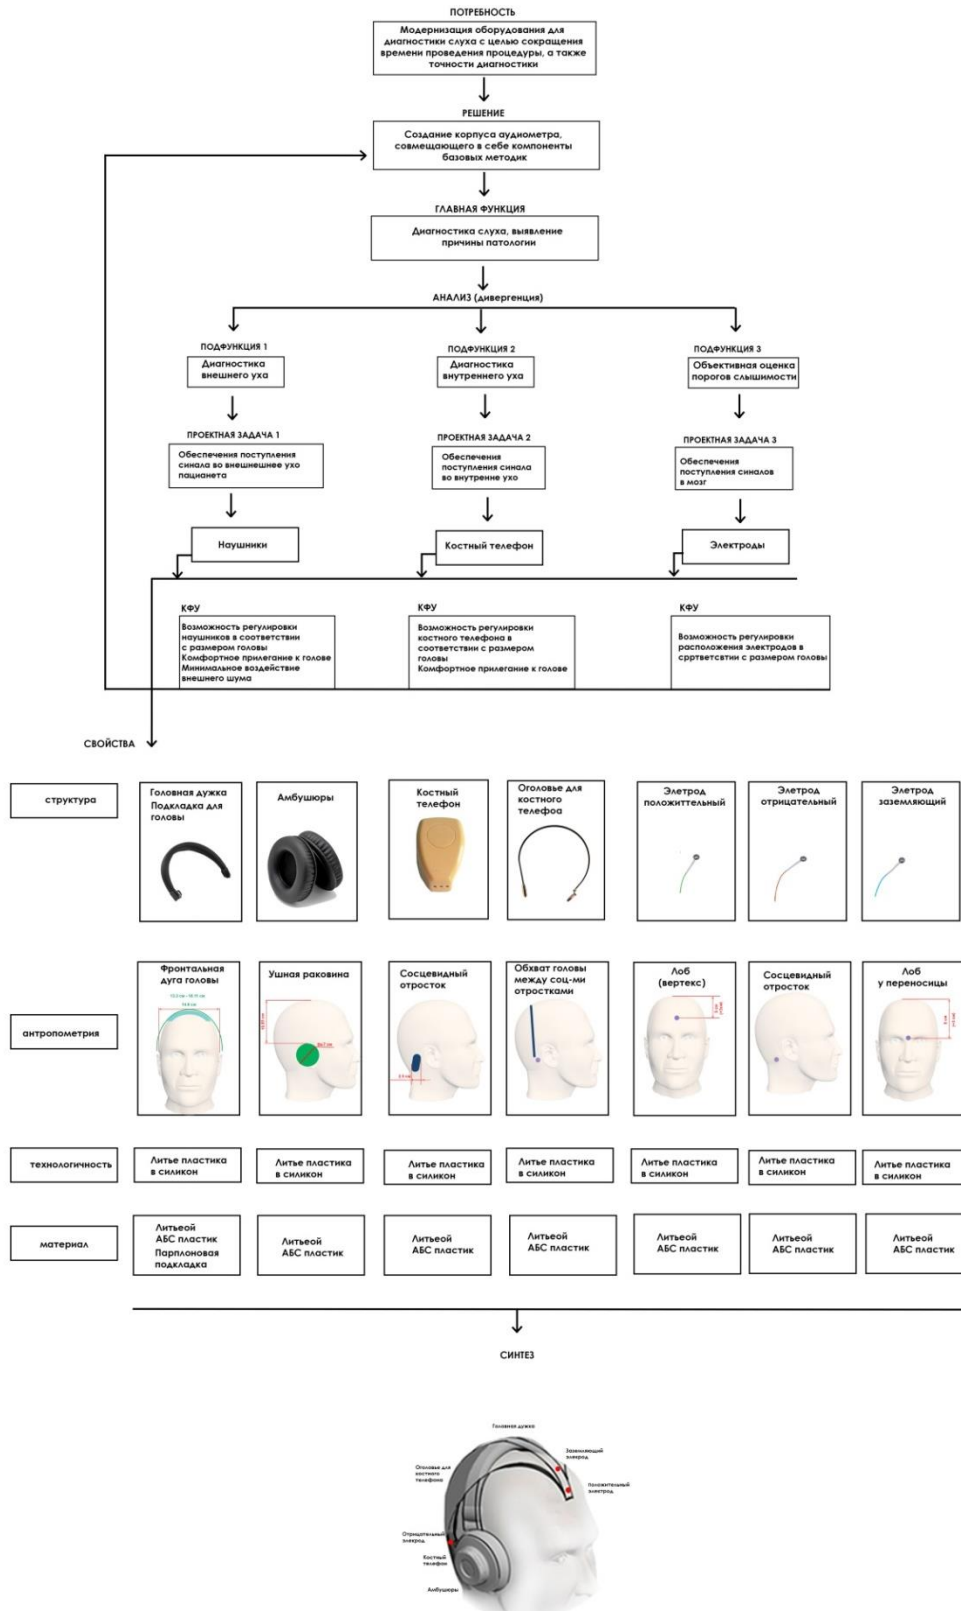 ПОТРЕБНОСТЬ
Модернизация оборудования для
диагностики слуха с целью сокращения
времени проведения процедуры, а также
точности диагностики
РЕШЕНИЕ
Создание корпуса аудиометра,
совмещающего в себе компоненты
базовых методик
ГЛАВНАЯ ФУНКЦИЯ
Диагностика слуха, выявление
причины патологии
АНАЛИЗ (дивергенция)
ПОДФУНКЦИЯ 1
Диагностика
внешнего уха
ПОДФУНКЦИЯ 2
Диагностика
внутреннего уха
ПОДФУНКЦИЯ 3
Объективная оценка
порогов слышимости
ПРОЕКТНАЯ ЗАДАЧА 1
Обеспечения поступления
синала во внешнешнее ухо
пацианета
ПРОЕКТНАЯ ЗАДАЧА 2
Обеспечения
поступления синала
во внутренне ухо
ПРОЕКТНАЯ ЗАДАЧА 3
Обеспечения
поступления синалов
в мозг
Наушники
Костный телефон
Электроды
КФУ
Возможность регулировки
наушников в соответствии
с размером головы
Комфортное прилегание к голове
Минимальное воздействие
внешнего шума
КФУ
Возможность регулировки
костного телефона в
соответствии с размером
головы
Комфортное прилегание к голове
КФУ
Возможность регулировки
расположения электродов в
срртветсвтии с размером головы
СВОЙСТВА
структура
Головная дужка
Подкладка для
головы
Амбушюры
Костный
телефон
Оголовье для
костного
телефоа
Элетрод
положиттельный
Элетрод
отрицательный
Элетрод
заземляющий
антропометрия
Фронтальная
дуга головы
Ушная раковина
Сосцевидный
отросток
Обхват головы
между соц-ми
отростками
Лоб
(вертекс)
Сосцевидный
отросток
Лоб
у переносицы
технологичность
Литье пластика
в силикон
Литье пластика
в силикон
Литье пластика
в силикон
Литье пластика
в силикон
Литье пластика
в силикон
Литье пластика
в силикон
Литье пластика
в силикон
материал
Литьеой
АБС пластик
Парплоновая
подкладка
Литьеой
АБС пластик
Литьеой
АБС пластик
Литьеой
АБС пластик
Литьеой
АБС пластик
Литьеой
АБС пластик
Литьеой
АБС пластик
СИНТЕЗ
Головная дужка
Заземляющий
элекрод
Оголовье для
костного
телефона
Положительный
электрод
Отрицательный
элекрод
Костный
телефон
Амбушюры